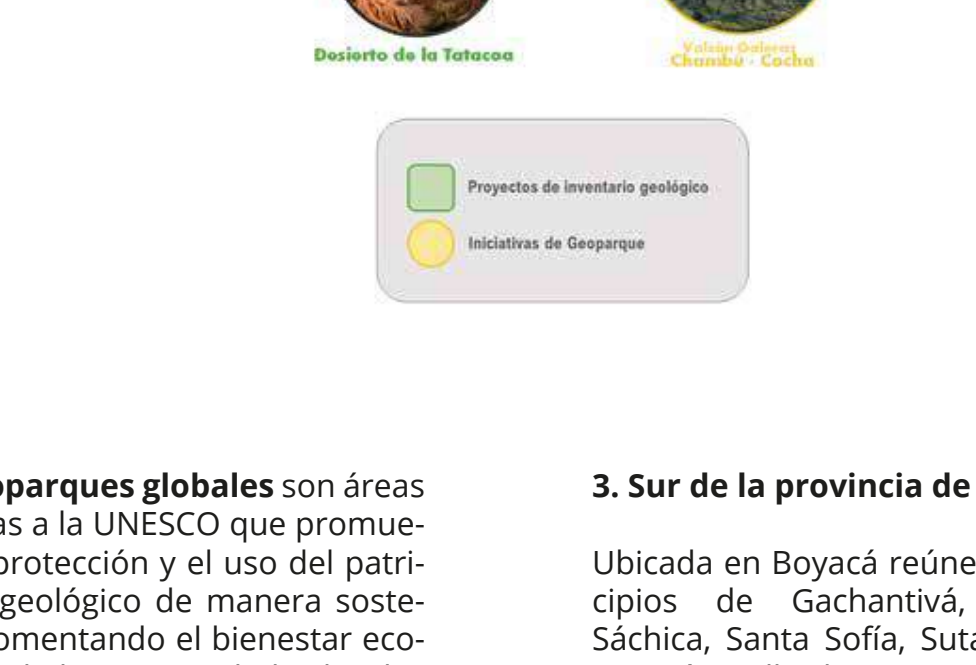 Desierto de la Tatacoa
Volcán Galeras
Chambú - Cocha
Proyectos de inventario geológico
Iniciativas de Geoparque
oparques globales son áreas
as a la UNESCO que promue-
protección y el uso del patri-
geológico de manera soste-
omentando el bienestar eco-
3. Sur de la provincia de
Ubicada en Boyacá reúne
cipios de Gachantivá,
Sáchica, Santa Sofía, Suta